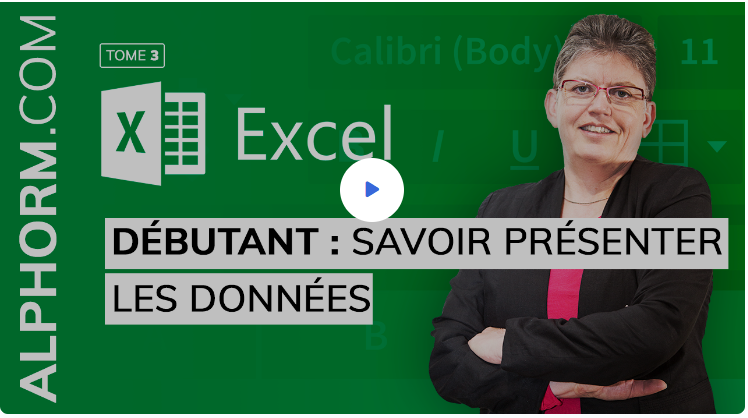 ALPHORM.COM
TOME 3
Calibri (Body)
11
X
Excel
I
U
DÉBUTANT : SAVOIR PRÉSENTER
LES DONNÉES
B